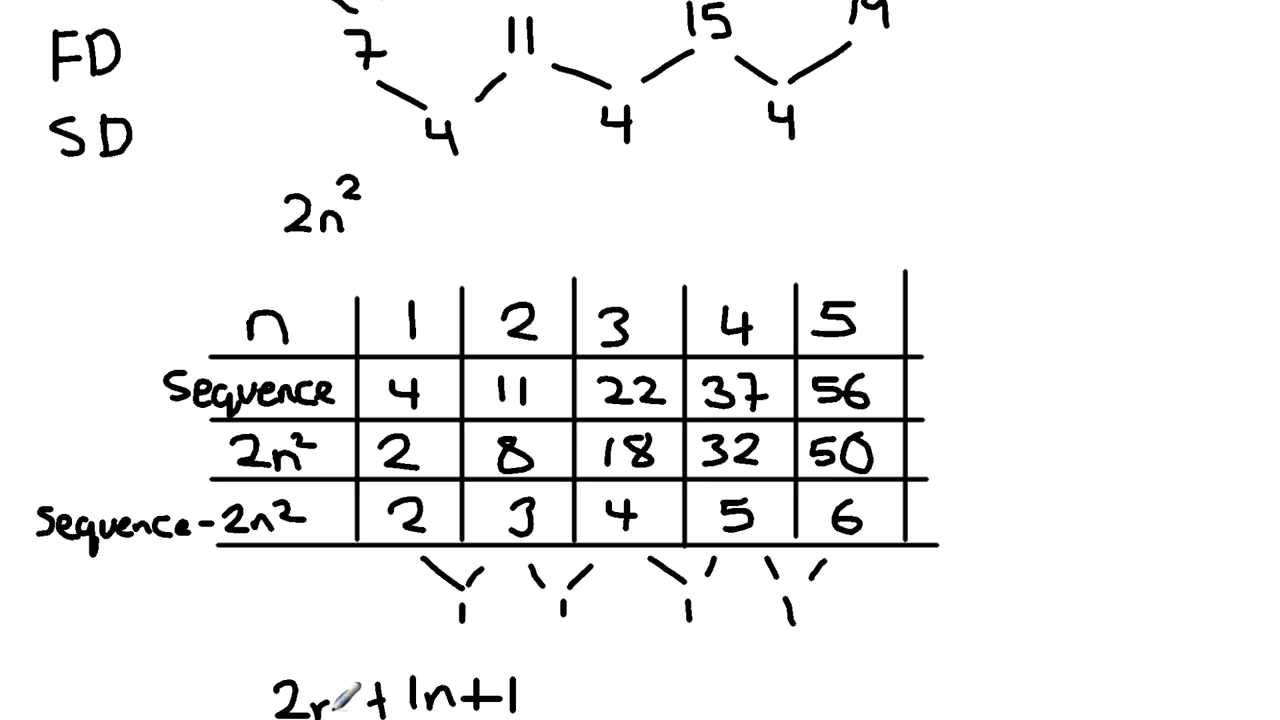 15 19
FD 7 11
SD 4 4 4
2n²
n 1 2 3 4 5
Sequence 4 11 22 37 56
2n² 2 8 18 32 50
Sequence-2n² 2 3 4 5 6
1 1 1 1
2n + 1n+1